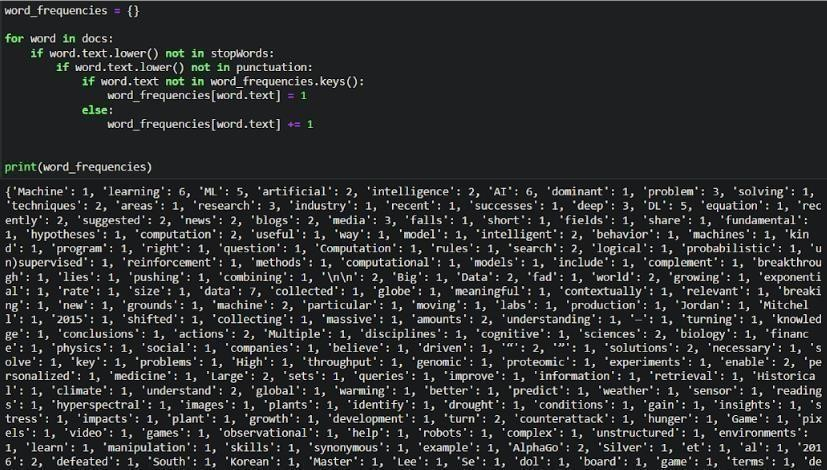 word_frequencies = {}
for word in docs:
    if word.text.lower() not in stopWords:
        if word.text.lower() not in punctuation:
            if word.text not in word_frequencies.keys():
                word_frequencies[word.text] = 1
            else:
                word_frequencies[word.text] += 1
print(word_frequencies)
{'Machine': 1, 'learning': 6, 'ML': 5, 'artificial': 2, 'intelligence': 2, 'AI': 6, 'dominant': 1, 'problem': 3, 'solving': 1,
'techniques': 2, 'areas': 1, 'research': 3, 'industry': 1, 'recent': 1, 'successes': 1, 'deep': 3, 'DL': 5, 'equation': 1, 'rec
ently': 2, 'suggested': 2, 'news': 2, 'blogs': 2, 'media': 3, 'falls': 1, 'short': 1, 'fields': 1, 'share': 1, 'fundamental':
1, 'hypotheses': 1, 'computation': 2, 'useful': 1, 'way': 1, 'model': 1, 'intelligent': 2, 'behavior': 1, 'machines': 1, 'kin
d': 1, 'program': 1, 'right': 1, 'question': 1, 'Computation': 1, 'rules': 1, 'search': 2, 'logical': 1, 'probabilistic': 1, 'u
n)supervised': 1, 'reinforcement': 1, 'methods': 1, 'computational': 1, 'models': 1, 'include': 1, 'complement': 1, 'breakthrou
gh': 1, 'lies': 1, 'pushing': 1, 'combining': 1, '\n\n': 2, 'Big': 1, 'Data': 2, 'fad': 1, 'world': 2, 'growing': 1, 'exponenti
al': 1, 'rate': 1, 'size': 1, 'data': 7, 'collected': 1, 'globe': 1, 'meaningful': 1, 'contextually': 1, 'relevant': 1, 'breaki
ng': 1, 'new': 1, 'grounds': 1, 'machine': 2, 'particular': 1, 'moving': 1, 'labs': 1, 'production': 1, 'Jordan': 1, 'Mitchel
l': 1, '2015': 1, 'shifted': 1, 'collecting': 1, 'massive': 1, 'amounts': 2, 'understanding': 1, '—': 1, 'turning': 1, 'knowled
ge': 1, 'conclusions': 1, 'actions': 2, 'Multiple': 1, 'disciplines': 1, 'cognitive': 1, 'sciences': 2, 'biology': 1, 'financ
e': 1, 'physics': 1, 'social': 1, 'companies': 1, 'believe': 1, 'driven': 1, '“': 2, '”': 1, 'solutions': 2, 'necessary': 1, 's
olve': 1, 'key': 1, 'problems': 1, 'High': 1, 'throughput': 1, 'genomic': 1, 'proteomic': 1, 'experiments': 1, 'enable': 2, 'pe
rsonalized': 1, 'medicine': 1, 'Large': 2, 'sets': 1, 'queries': 1, 'improve': 1, 'information': 1, 'retrieval': 1, 'Historica
l': 1, 'climate': 1, 'understand': 2, 'global': 1, 'warming': 1, 'better': 1, 'predict': 1, 'weather': 1, 'sensor': 1, 'reading
s': 1, 'hyperspectral': 1, 'images': 1, 'plants': 1, 'identify': 1, 'drought': 1, 'conditions': 1, 'gain': 1, 'insights': 1, 's
tress': 1, 'impacts': 1, 'plant': 1, 'growth': 1, 'development': 1, 'turn': 2, 'counterattack': 1, 'hunger': 1, 'Game': 1, 'pix
els': 1, 'video': 1, 'games': 1, 'observational': 1, 'help': 1, 'robots': 1, 'complex': 1, 'unstructured': 1, 'environments':
1, 'learn': 1, 'manipulation': 1, 'skills': 1, 'synonymous': 1, 'example': 1, 'AlphaGo': 2, 'Silver': 1, 'et': 1, 'al': 1, '201
6': 1, 'defeated': 1, 'South': 1, 'Korean': 1, 'Master': 1, 'Lee': 1, 'Se': 1, 'dol': 1, 'board': 1, 'game': 1, 'terms': 1, 'de